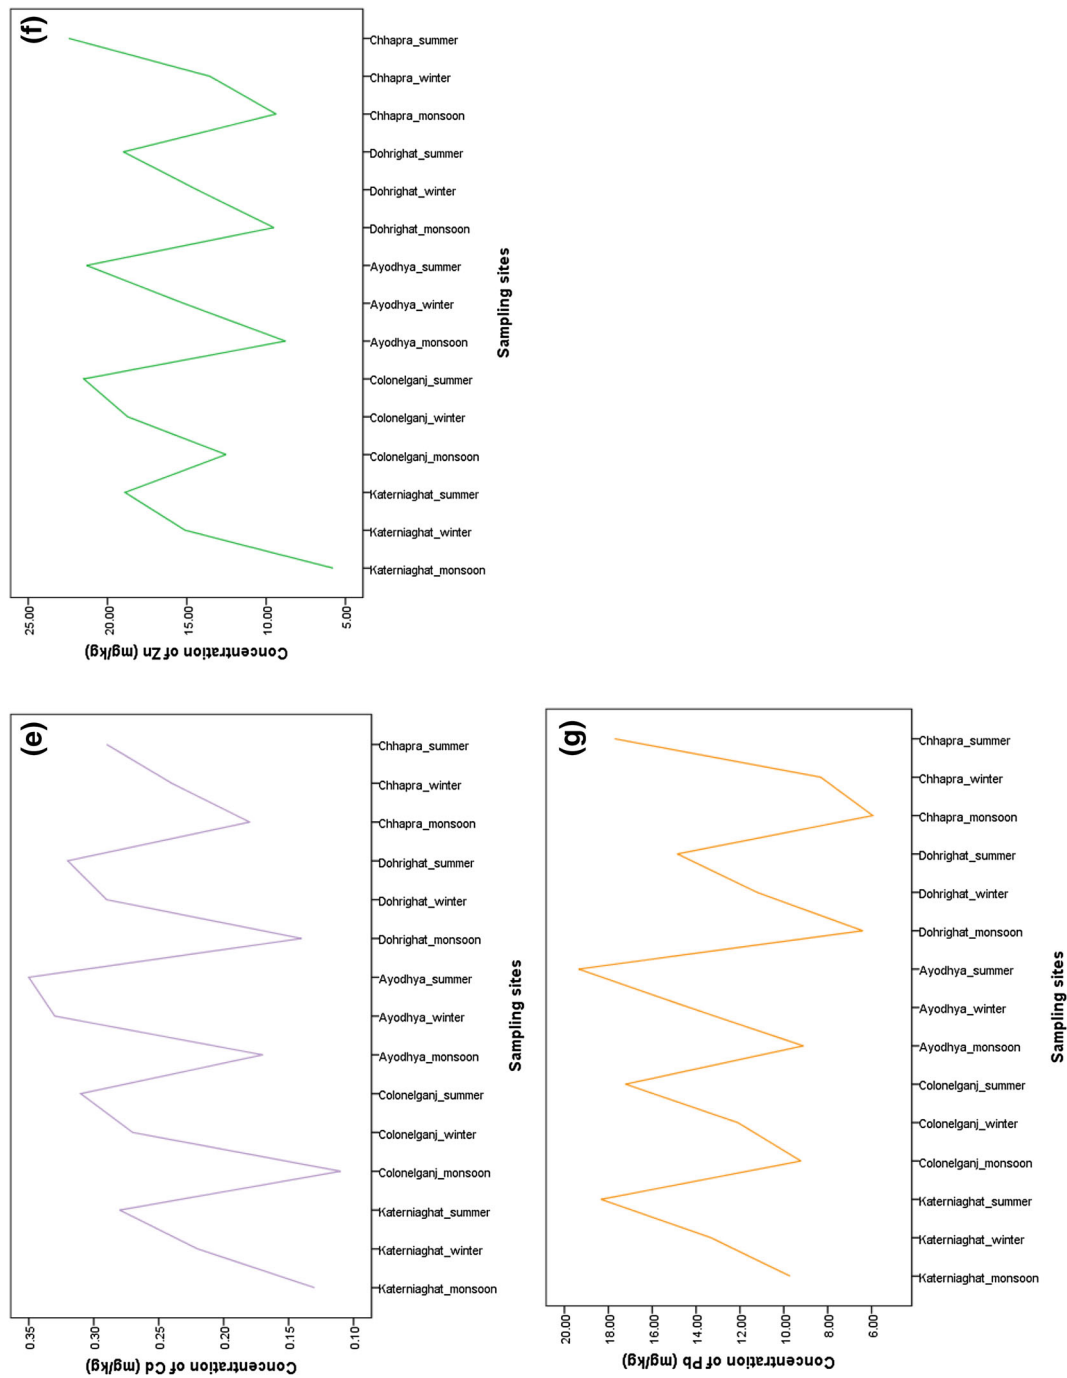 (e)
Concentration of Cd (mg/kg)
0.35
0.30
0.25
0.20
0.15
0.10
Katerniaghat_monsoon
Katerniaghat_winter
Katerniaghat_summer
Colonelganj_monsoon
Colonelganj_winter
Colonelganj_summer
Ayodhya_monsoon
Ayodhya_winter
Ayodhya_summer
Dohrighat_monsoon
Dohrighat_winter
Dohrighat_summer
Chhapra_monsoon
Chhapra_winter
Chhapra_summer
Sampling sites
(f)
Concentration of Zn (mg/kg)
25.00
20.00
15.00
10.00
5.00
Katerniaghat_monsoon
Katerniaghat_winter
Katerniaghat_summer
Colonelganj_monsoon
Colonelganj_winter
Colonelganj_summer
Ayodhya_monsoon
Ayodhya_winter
Ayodhya_summer
Dohrighat_monsoon
Dohrighat_winter
Dohrighat_summer
Chhapra_monsoon
Chhapra_winter
Chhapra_summer
Sampling sites
(g)
Concentration of Pb (mg/kg)
20.00
18.00
16.00
14.00
12.00
10.00
8.00
6.00
Katerniaghat_monsoon
Katerniaghat_winter
Katerniaghat_summer
Colonelganj_monsoon
Colonelganj_winter
Colonelganj_summer
Ayodhya_monsoon
Ayodhya_winter
Ayodhya_summer
Dohrighat_monsoon
Dohrighat_winter
Dohrighat_summer
Chhapra_monsoon
Chhapra_winter
Chhapra_summer
Sampling sites